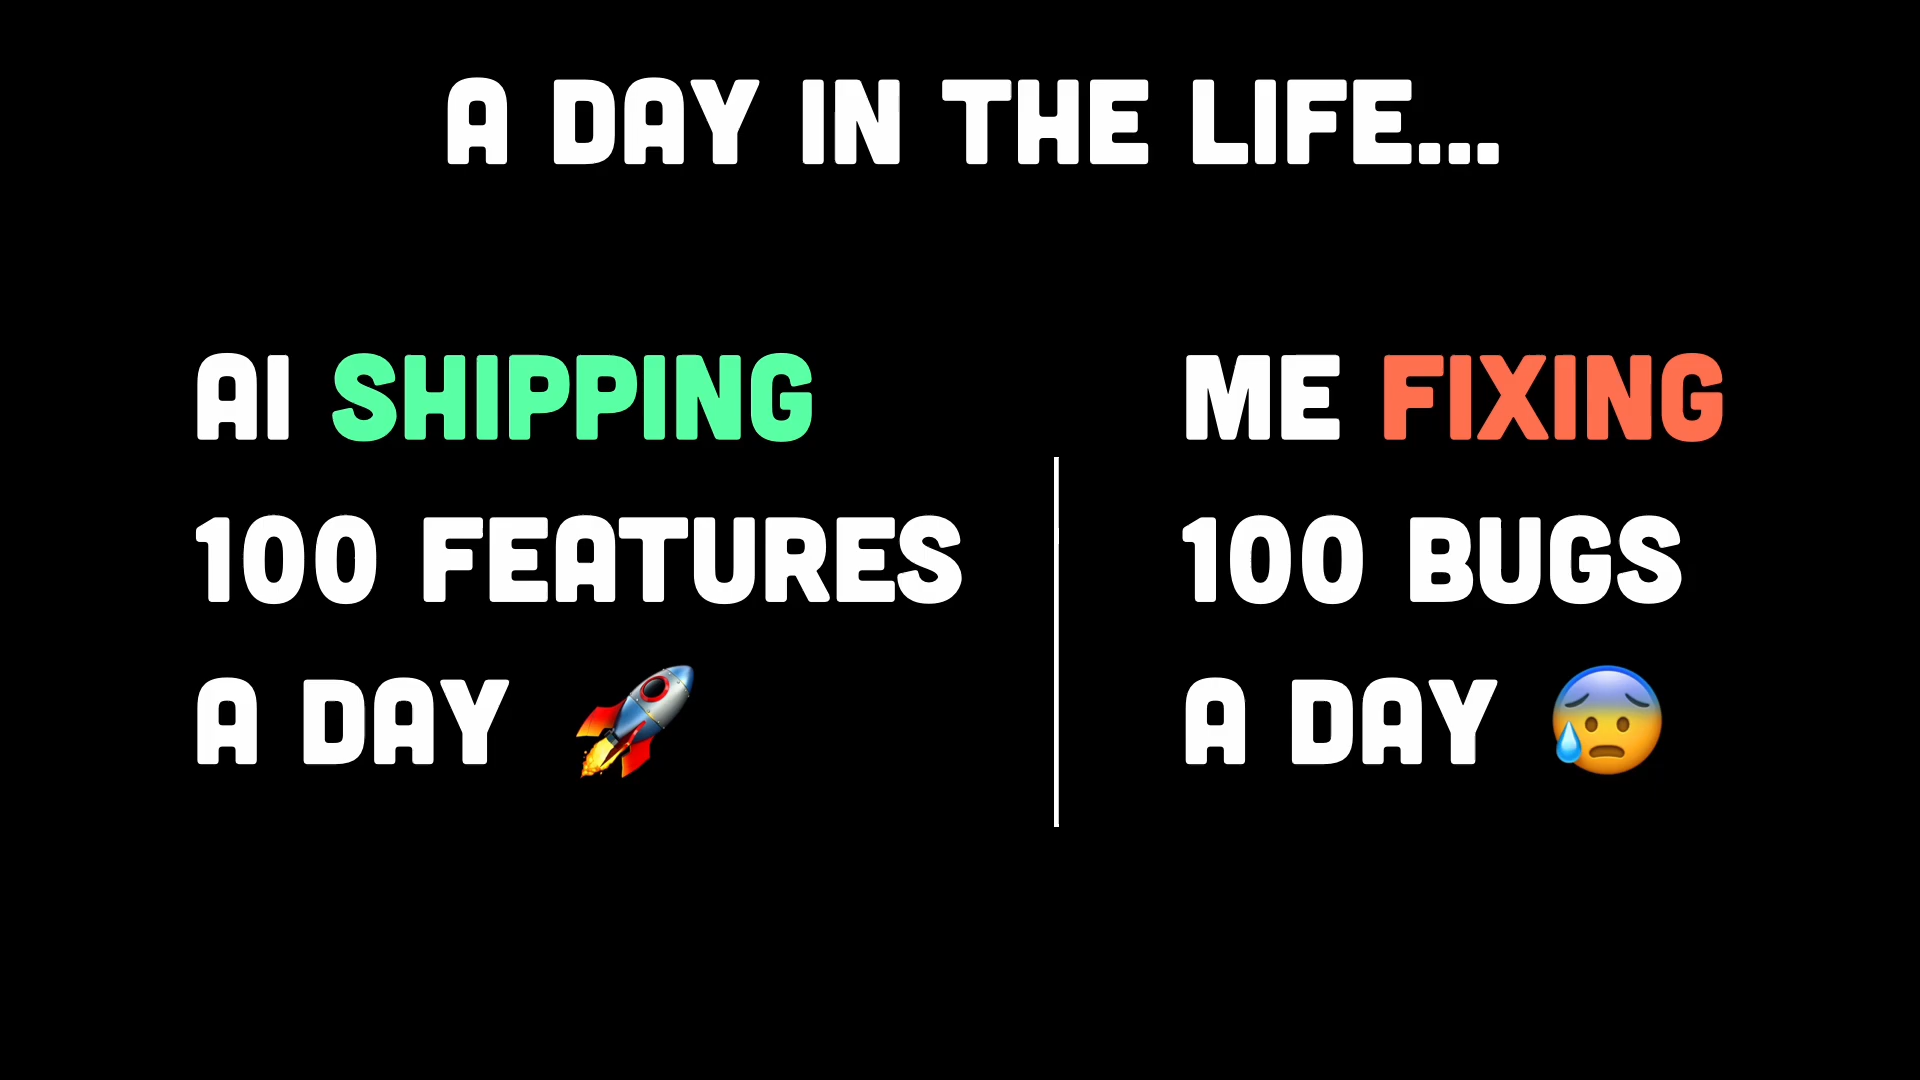 A DAY IN THE LIFE...
AI SHIPPING
100 FEATURES
A DAY 🚀
ME FIXING
100 BUGS
A DAY 😰